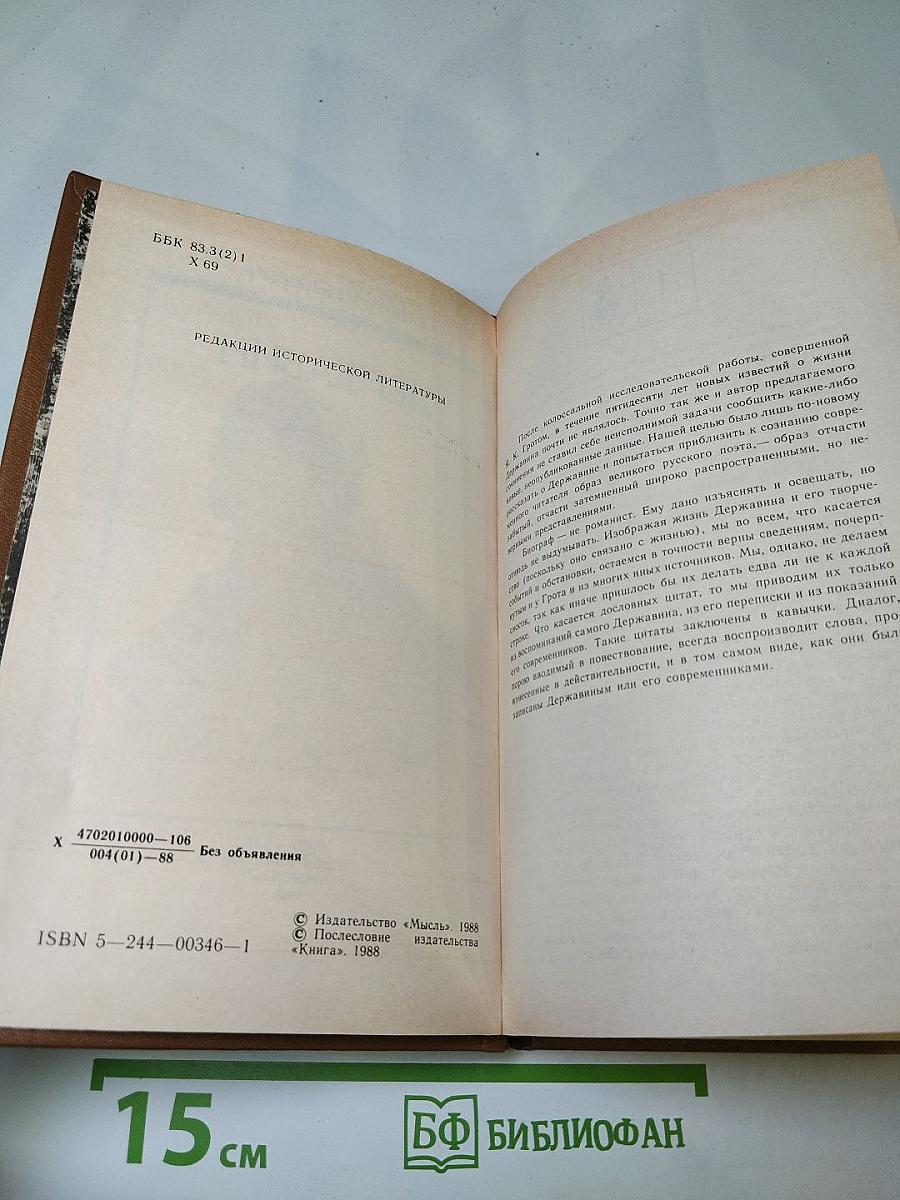 ББК 83.3(2)1
Х 69
РЕДАКЦИИ ИСТОРИЧЕСКОЙ ЛИТЕРАТУРЫ
Х 4702010000—106
004(01)—88 Без объявления
ISBN 5—244—00346—1
© Издательство «Мысль». 1988
© Послесловие издательства
«Книга». 1988
После колоссальной исследовательской работы, совершенной
Я. К. Гротом, в течение пятидесяти лет новых известий о жизни
Державина почти не являлось. Точно так же и автор предлагаемого
сочинения не ставил себе неисполнимой задачи сообщить какие-либо
новые, неопубликованные данные. Нашей целью было лишь по-новому
рассказать о Державине и попытаться приблизить к сознанию совре-
менного читателя образ великого русского поэта,— образ отчасти
забытый, отчасти затемненный широко распространенными, но не-
верными представлениями.
Биограф — не романист. Ему дано изъяснять и освещать, но
отнюдь не выдумывать. Изображая жизнь Державина и его творче-
ство (поскольку оно связано с жизнью), мы во всем, что касается
событий и обстановки, остаемся в точности верны сведениям, почерп-
нутым и у Грота и из многих иных источников. Мы, однако, не делаем
сносок, так как иначе пришлось бы их делать едва ли не к каждой
строке. Что касается дословных цитат, то мы приводим их только
из воспоминаний самого Державина, из его переписки и из показаний
его современников. Такие цитаты заключены в кавычки. Диалог,
порою вводимый в повествование, всегда воспроизводит слова, про-
изнесенные в действительности, и в том самом виде, как они были
записаны Державиным или его современниками.
15 см
БФ БИБЛИОФАН